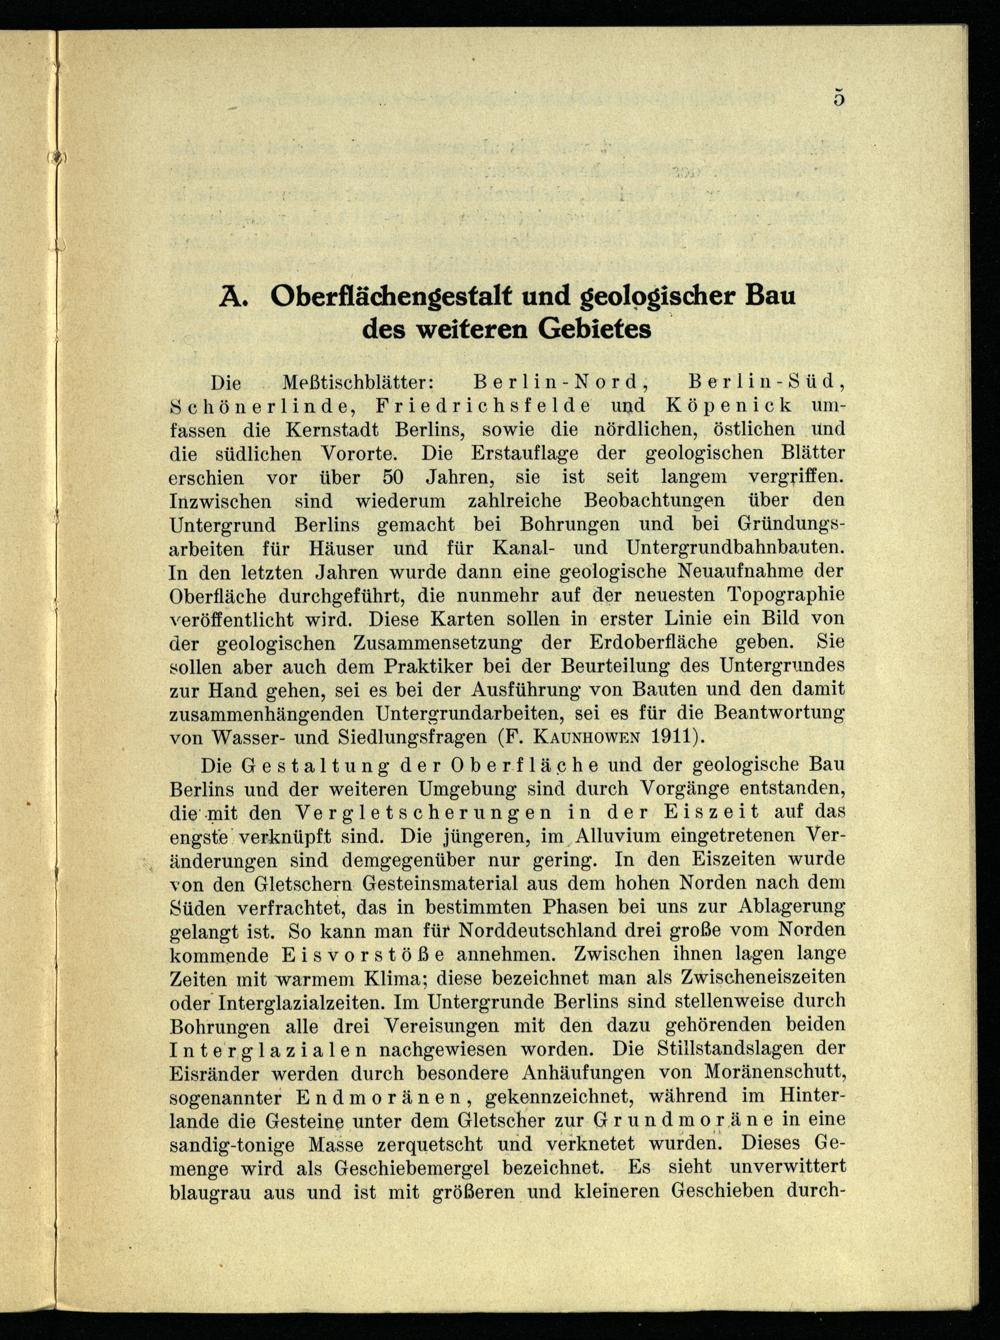 5
A. Oberflächengestalt und geologischer Bau
des weiteren Gebietes
Die Meßtischblätter: Berlin-Nord, Berlin-Süd,
Schönerlinde, Friedrichsfelde und Köpenick um-
fassen die Kernstadt Berlins, sowie die nördlichen, östlichen und
die südlichen Vororte. Die Erstauflage der geologischen Blätter
erschien vor über 50 Jahren, sie ist seit langem vergriffen.
Inzwischen sind wiederum zahlreiche Beobachtungen über den
Untergrund Berlins gemacht bei Bohrungen und bei Gründungs-
arbeiten für Häuser und für Kanal- und Untergrundbahnbauten.
In den letzten Jahren wurde dann eine geologische Neuaufnahme der
Oberfläche durchgeführt, die nunmehr auf der neuesten Topographie
veröffentlicht wird. Diese Karten sollen in erster Linie ein Bild von
der geologischen Zusammensetzung der Erdoberfläche geben. Sie
sollen aber auch dem Praktiker bei der Beurteilung des Untergrundes
zur Hand gehen, sei es bei der Ausführung von Bauten und den damit
zusammenhängenden Untergrundarbeiten, sei es für die Beantwortung
von Wasser- und Siedlungsfragen (F. KAUNHOWEN 1911).
Die Gestaltung der Oberfläche und der geologische Bau
Berlins und der weiteren Umgebung sind durch Vorgänge entstanden,
die mit den Vergletscherungen in der Eiszeit auf das
engste verknüpft sind. Die jüngeren, im Alluvium eingetretenen Ver-
änderungen sind demgegenüber nur gering. In den Eiszeiten wurde
von den Gletschern Gesteinsmaterial aus dem hohen Norden nach dem
Süden verfrachtet, das in bestimmten Phasen bei uns zur Ablagerung
gelangt ist. So kann man für Norddeutschland drei große vom Norden
kommende Eisvorstöße annehmen. Zwischen ihnen lagen lange
Zeiten mit warmem Klima; diese bezeichnet man als Zwischeneiszeiten
oder Interglazialzeiten. Im Untergrunde Berlins sind stellenweise durch
Bohrungen alle drei Vereisungen mit den dazu gehörenden beiden
Interglazialen nachgewiesen worden. Die Stillstandslagen der
Eisränder werden durch besondere Anhäufungen von Moränenschutt,
sogenannter Endmoränen, gekennzeichnet, während im Hinter-
lande die Gesteine unter dem Gletscher zur Grundmoräne in eine
sandig-tonige Masse zerquetscht und verknetet wurden. Dieses Ge-
menge wird als Geschiebemergel bezeichnet. Es sieht unverwittert
blaugrau aus und ist mit größeren und kleineren Geschieben durch-